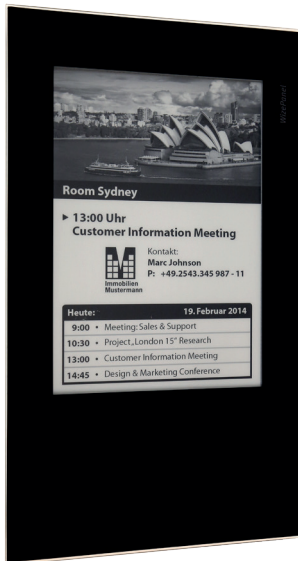 WizePanel
Room Sydney
▸ 13:00 Uhr
Customer Information Meeting
Kontakt:
Marc Johnson
P: +49.2543.345 987 - 11
Immobilien
Mustermann
Heute: 19. Februar 2014
9:00 • Meeting: Sales & Support
10:30 • Project „London 15" Research
13:00 • Customer Information Meeting
14:45 • Design & Marketing Conference